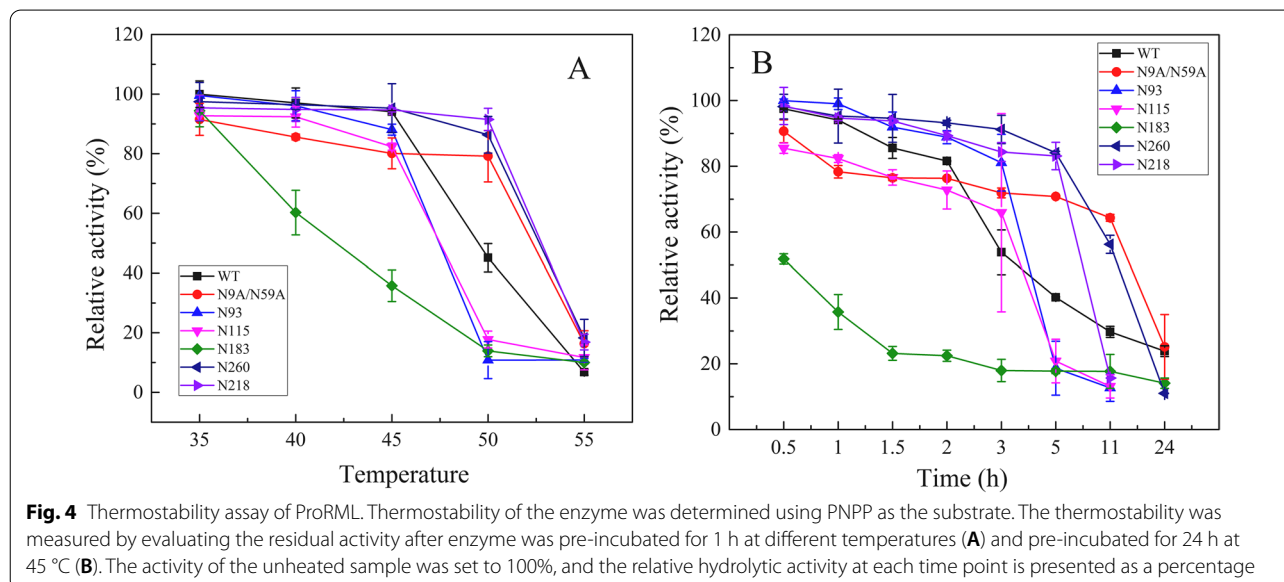 120
100
80
60
40
20
0
Relative activity (%)
A
WT
N9A/N59A
N93
N115
N183
N260
N218
35 40 45 50 55
Temperature
120
100
80
60
40
20
0
Relative activity (%)
B
WT
N9A/N59A
N93
N115
N183
N260
N218
0.5 1 1.5 2 3 5 11 24
Time (h)
Fig. 4 Thermostability assay of ProRML. Thermostability of the enzyme was determined using PNPP as the substrate. The thermostability was
measured by evaluating the residual activity after enzyme was pre-incubated for 1 h at different temperatures (A) and pre-incubated for 24 h at
45 °C (B). The activity of the unheated sample was set to 100%, and the relative hydrolytic activity at each time point is presented as a percentage